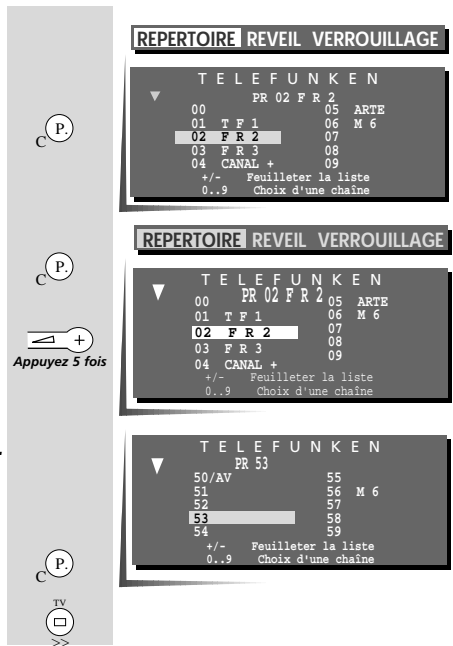 REPERTOIRE REVEIL VERROUILLAGE
TELEFUNKEN
PR 02 F R 2
00 05 ARTE
01 T F 1 06 M 6
02 F R 2 07
03 F R 3 08
04 CANAL + 09
+/- Feuilleter la liste
0..9 Choix d'une chaîne
C P.
REPERTOIRE REVEIL VERROUILLAGE
TELEFUNKEN
PR 02 F R 2
00 05 ARTE
01 T F 1 06 M 6
02 F R 2 07
03 F R 3 08
04 CANAL + 09
+/- Feuilleter la liste
0..9 Choix d'une chaîne
C P.
+
Appuyez 5 fois
TELEFUNKEN
PR 53
50/AV 55
51 56 M 6
52 57
53 58
54 59
+/- Feuilleter la liste
0..9 Choix d'une chaîne
C P.
TV
>>